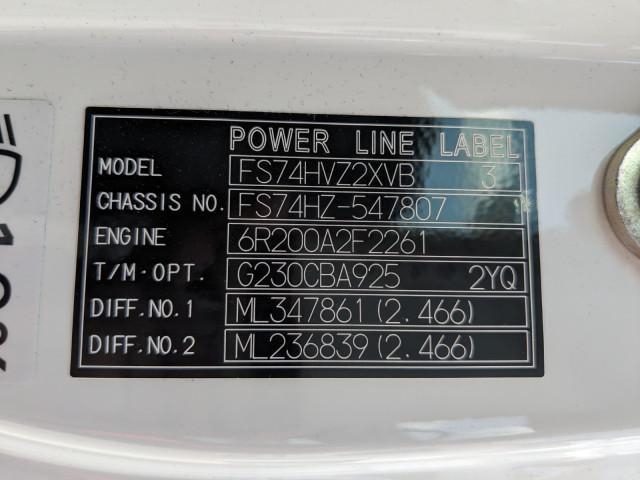 POWER LINE LABEL
MODEL FS74HVZ2XVB 3
CHASSIS NO. FS74HZ-547807
ENGINE 6R200A2F2261
T/M·OPT. G230CBA925 2YQ
DIFF.NO.1 ML347861(2.466)
DIFF.NO.2 ML236839(2.466)